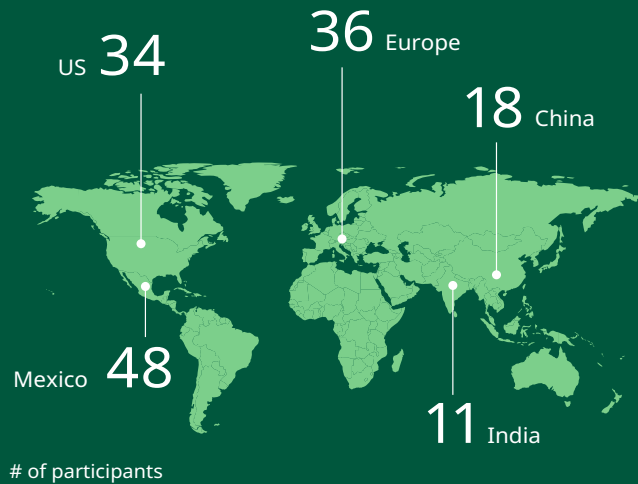 US 34
36 Europe
18 China
Mexico 48
11 India
# of participants